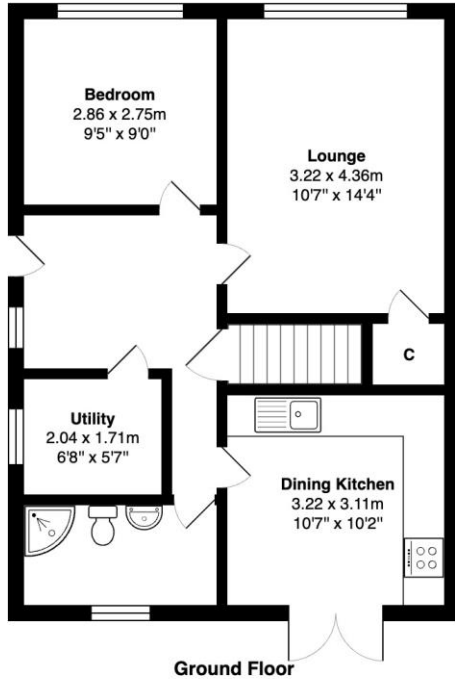 Bedroom
2.86 x 2.75m
9'5" x 9'0"
Lounge
3.22 x 4.36m
10'7" x 14'4"
C
Utility
2.04 x 1.71m
6'8" x 5'7"
Dining Kitchen
3.22 x 3.11m
10'7" x 10'2"
Ground Floor